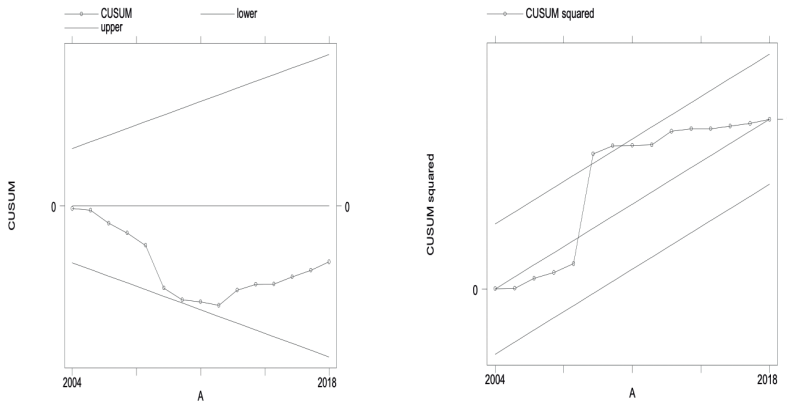 CUSUM lower
upper
CUSUM
0 0
2004 2018
A
CUSUM squared
CUSUM squared
0
2004 2018
A